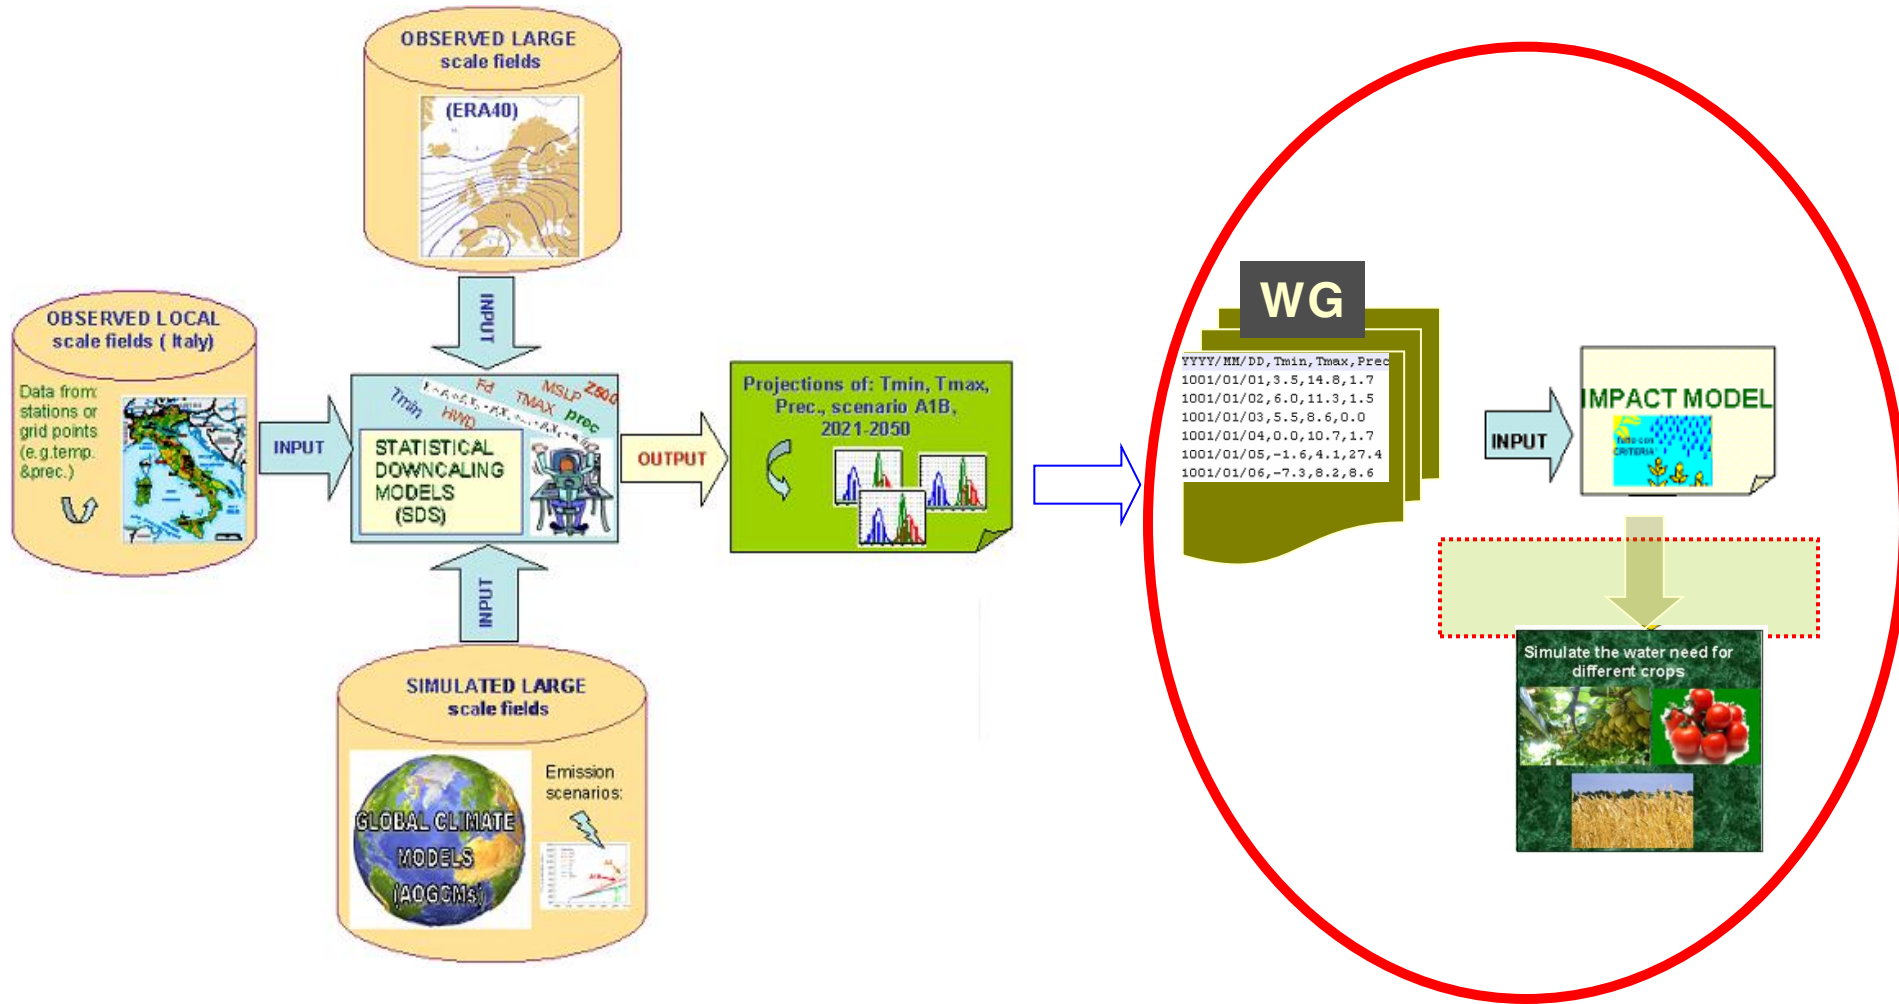 OBSERVED LARGE
scale fields
(ERA40)
INPUT
OBSERVED LOCAL
scale fields ( Italy)
Data from:
stations or
grid points
(e.g.temp.
&prec.)
INPUT
Tmin
Fd
HWD
TMAX
MSLP
Z500
prec
STATISTICAL
DOWNCALING
MODELS
(SDS)
OUTPUT
Projections of: Tmin, Tmax,
Prec., scenario A1B,
2021-2050
INPUT
SIMULATED LARGE
scale fields
GLOBAL CLIMATE
MODELS
(AOGCMs)
Emission
scenarios:
WG
YYYY/MM/DD,Tmin,Tmax,Prec
1001/01/01,3.5,14.8,1.7
1001/01/02,6.0,11.3,1.5
1001/01/03,5.5,8.6,0.0
1001/01/04,0.0,10.7,1.7
1001/01/05,-1.6,4.1,27.4
1001/01/06,-7.3,8.2,8.6
INPUT
IMPACT MODEL
CRITERIA
Simulate the water need for
different crops